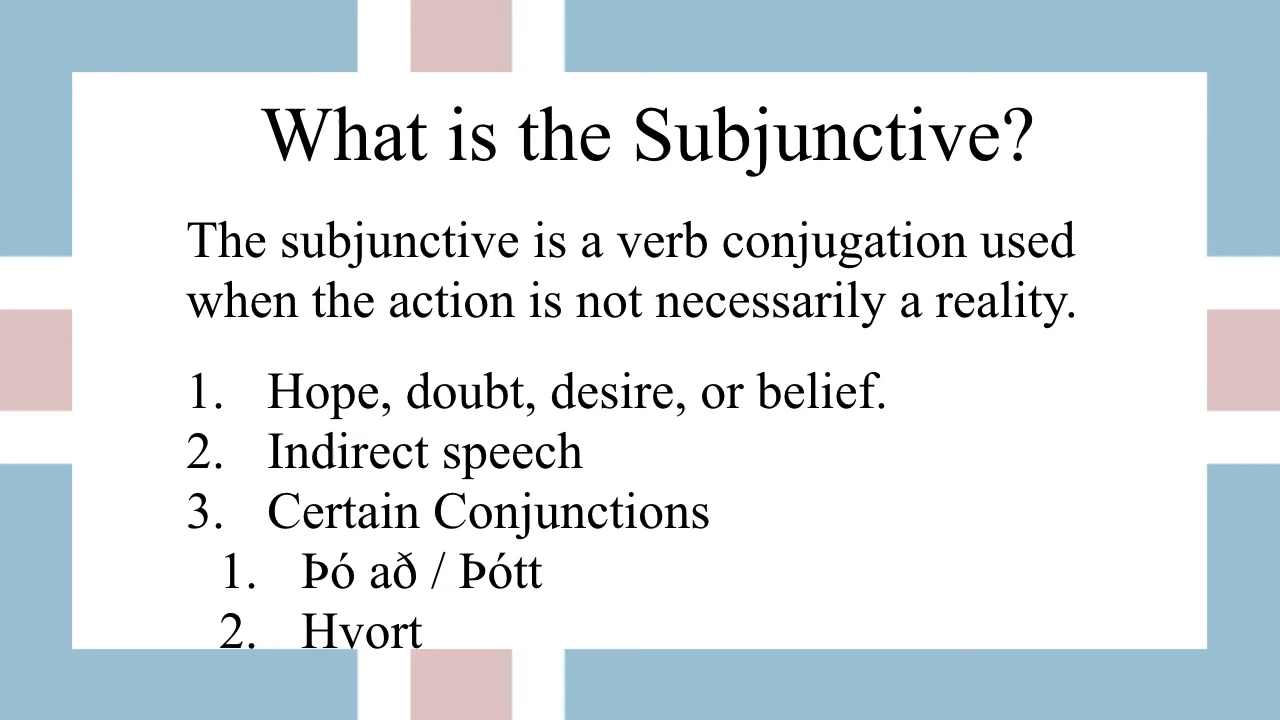 What is the Subjunctive?
The subjunctive is a verb conjugation used
when the action is not necessarily a reality.
1. Hope, doubt, desire, or belief.
2. Indirect speech
3. Certain Conjunctions
1. Þó að / Þótt
2. Hvort